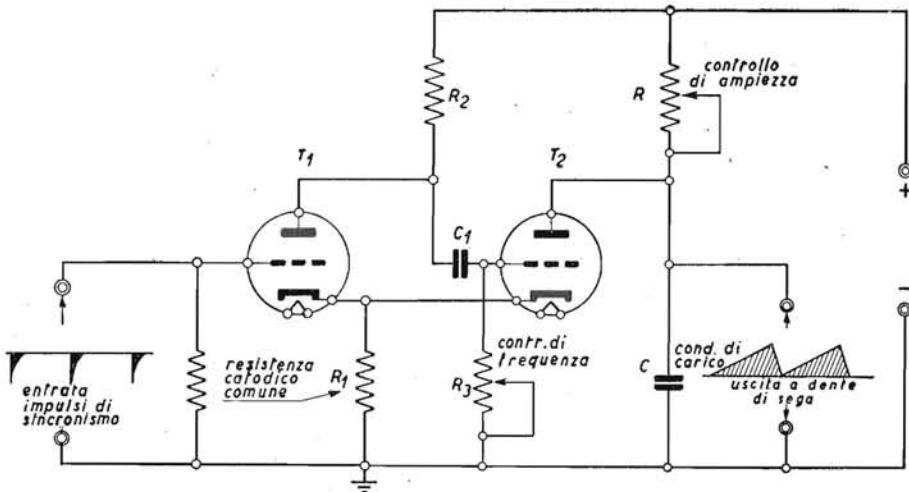 R2
R
controllo
di ampiezza
T1
T2
+
C1
−
contr. di
frequenza
resistenza
catodico
comune
R1
R3
C
cond. di
carico
entrata
impulsi di
sincronismo
uscita a dente
di sega